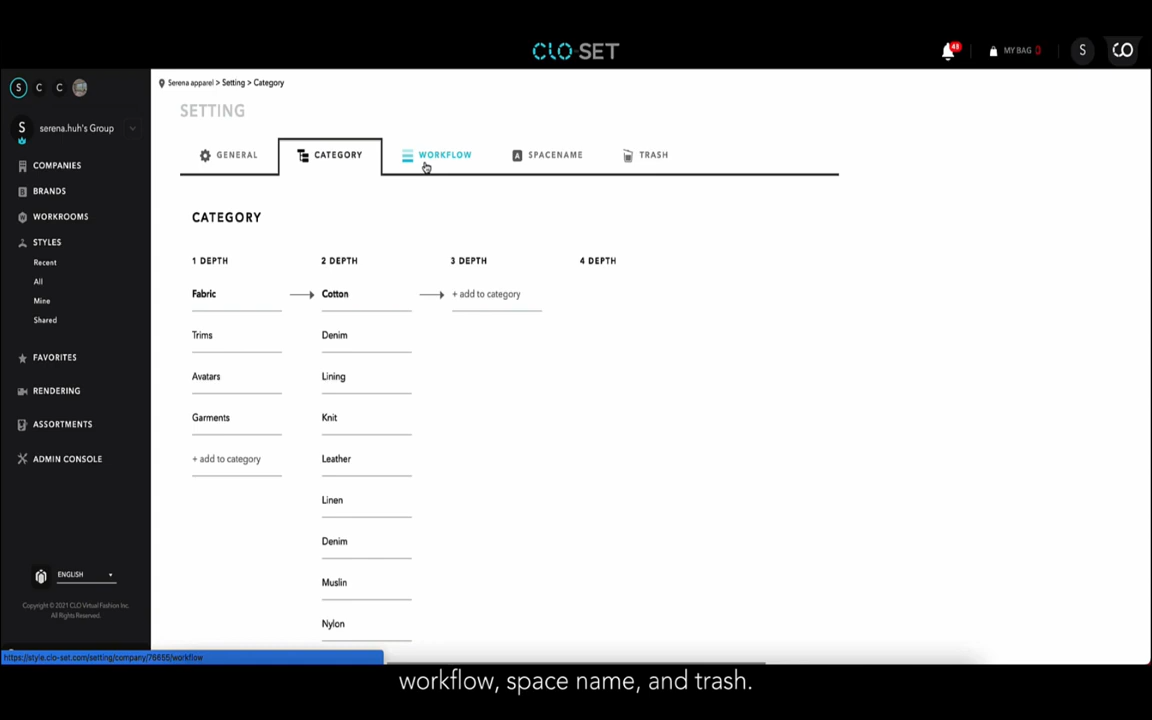 CLO-SET
48
MY BAG 0
S
S C C
S serena.huh's Group
COMPANIES
BRANDS
WORKROOMS
STYLES
Recent
All
Mine
Shared
FAVORITES
RENDERING
ASSORTMENTS
ADMIN CONSOLE
ENGLISH
Copyright © 2021 CLO Virtual Fashion Inc.
All Rights Reserved.
Serena apparel > Setting > Category
SETTING
GENERAL CATEGORY WORKFLOW A SPACENAME TRASH
CATEGORY
1 DEPTH 2 DEPTH 3 DEPTH 4 DEPTH
Fabric Cotton + add to category
Trims Denim
Avatars Lining
Garments Knit
+ add to category Leather
Linen
Denim
Muslin
Nylon
https://style.clo-set.com/setting/company/76655/workflow
workflow, space name, and trash.